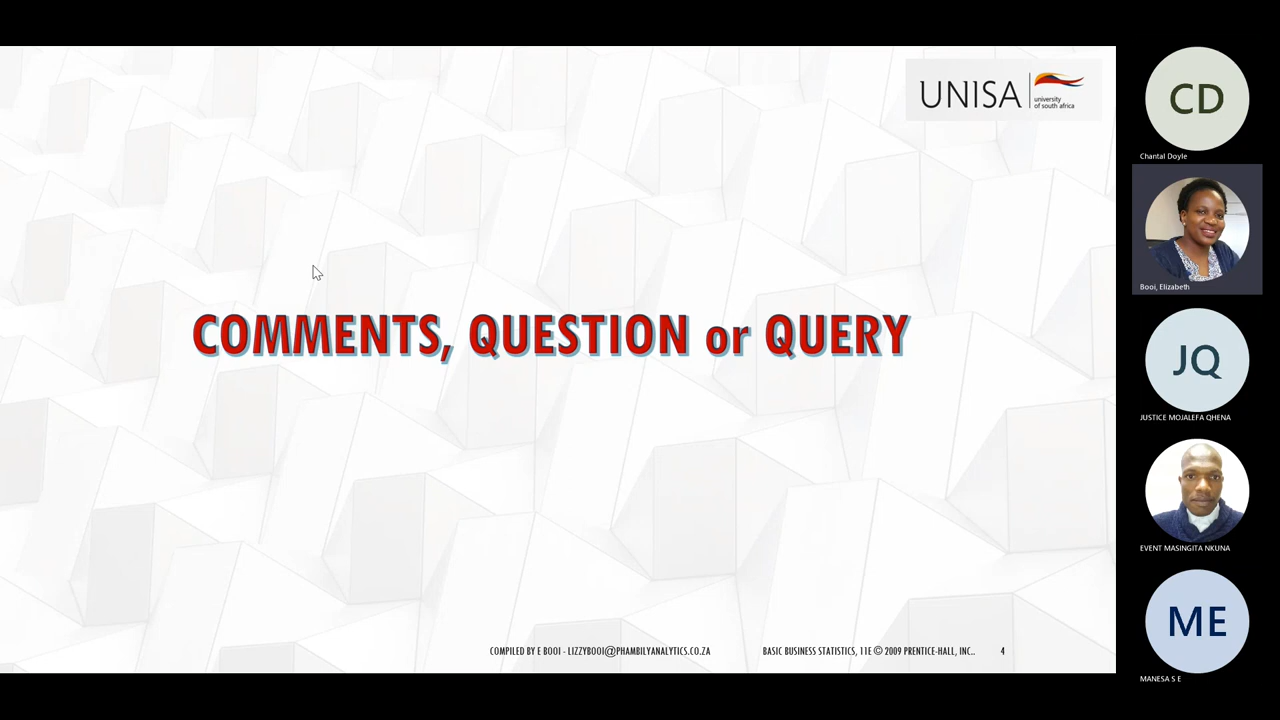 UNISA
university
of south africa
COMMENTS, QUESTION or QUERY
COMPILED BY E BOOI - LIZZYBOOI@PHAMBILYANALYTICS.CO.ZA
BASIC BUSINESS STATISTICS, 11E © 2009 PRENTICE-HALL, INC..
4
CD
Chantal Doyle
Booi, Elizabeth
JQ
JUSTICE MOJALEFA QHENA
EVENT MASINGITA NKUNA
ME
MANESA S E